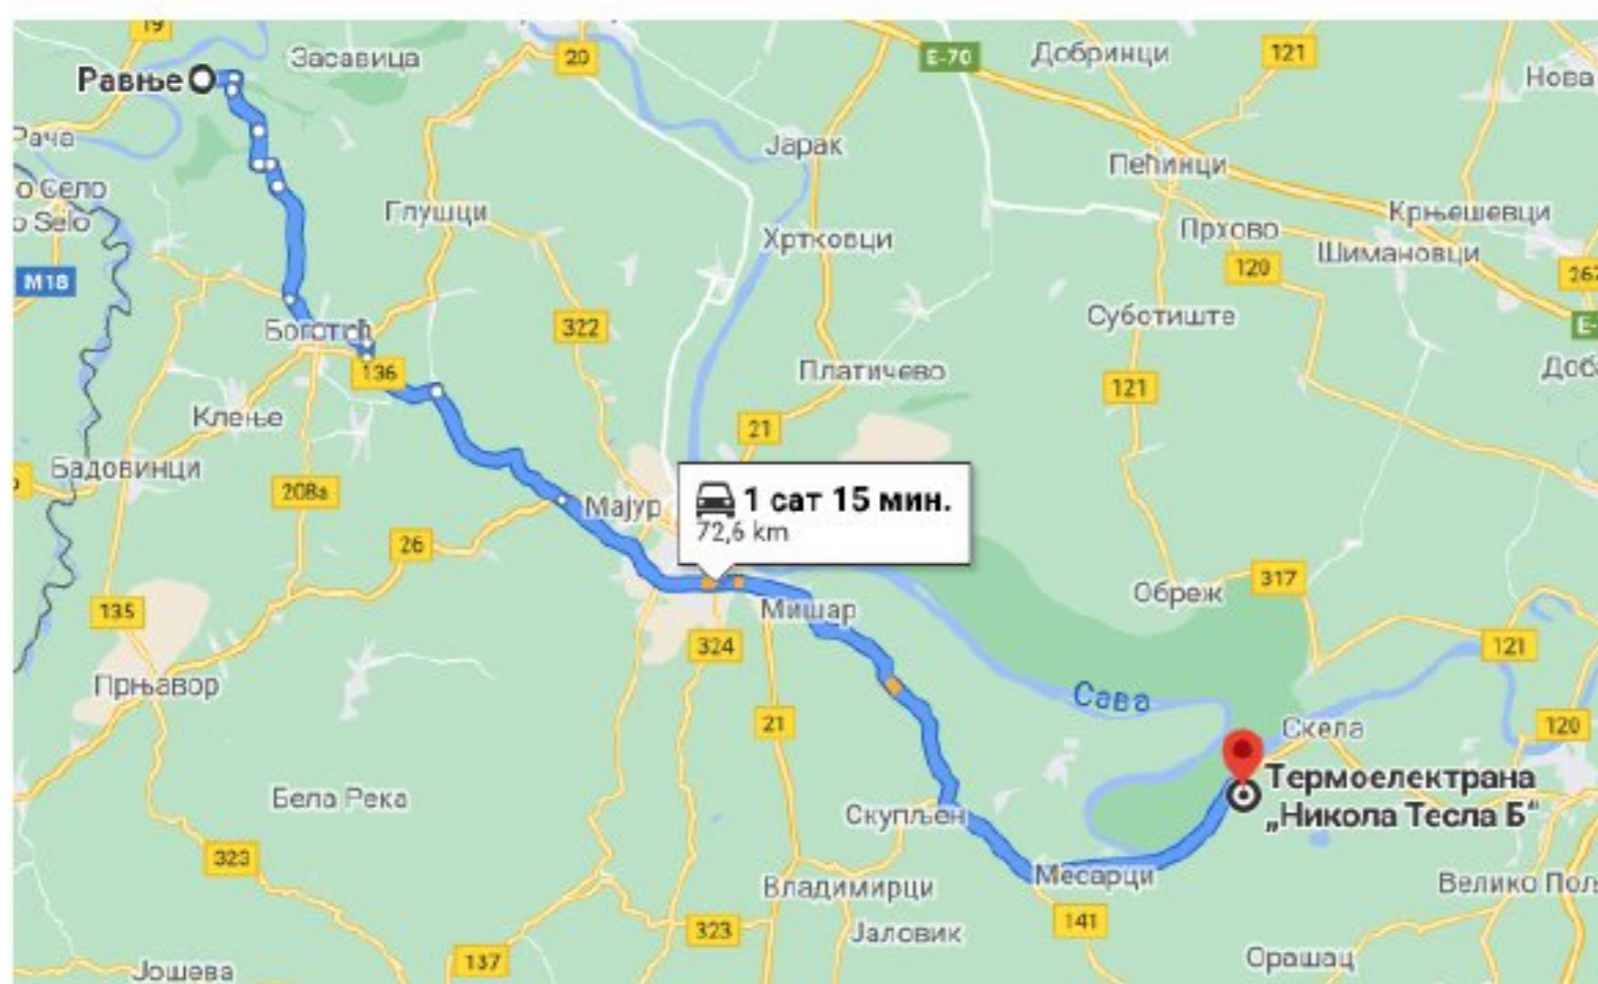 19
Засавица
20
E-70
Добринци
121
Равње
Нова
Рача
Јарак
Пећинци
о Село
o Selo
Глушци
Хртковци
Прхово
Крњешевци
Шимановци
M18
120
Боготић
322
Суботиште
136
Платичево
121
Клење
21
Бадовинци
208a
Мајур
1 сат 15 мин.
72,6 km
26
317
Обреж
135
Мишар
324
121
Прњавор
Сава
21
Скела
120
Термоелектрана
„Никола Тесла Б“
Бела Река
Скупљен
323
Месарци
Владимирци
Велико Пољ
323
141
Јаловик
137
Јошева
Орашац